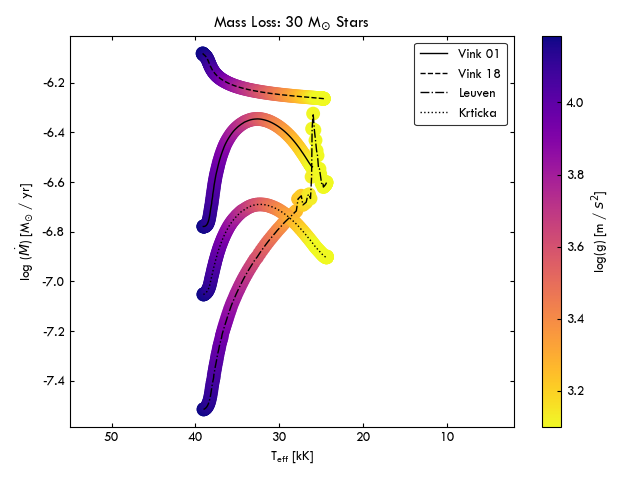 Mass Loss: 30 M⊙ Stars
Vink 01
Vink 18
Leuven
Krticka
-6.2
-6.4
-6.6
-6.8
-7.0
-7.2
-7.4
log (Ṁ) [M⊙ / yr]
50 40 30 20 10
T_eff [kK]
4.0
3.8
3.6
3.4
3.2
log(g) [m / s²]